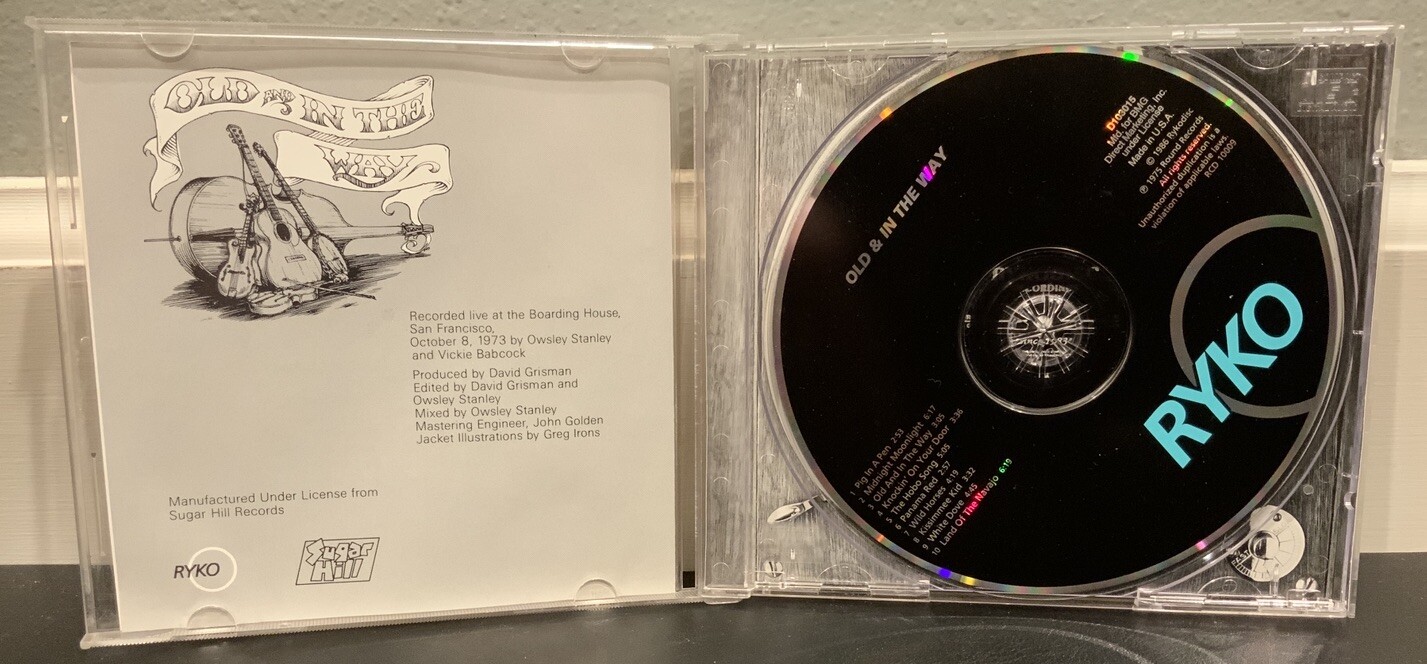 OLD AND IN THE
WAY
Recorded live at the Boarding House,
San Francisco,
October 8, 1973 by Owsley Stanley
and Vickie Babcock
Produced by David Grisman
Edited by David Grisman and
Owsley Stanley
Mixed by Owsley Stanley
Mastering Engineer, John Golden
Jacket Illustrations by Greg Irons
Manufactured Under License from
Sugar Hill Records
RYKO
Sugar
Hill
OLD & IN THE WAY
D103015
Mfd. for BMG
Direct Marketing, Inc.
under License
Made in U.S.A.
© 1986 Rykodisc
℗ 1975 Round Records
All rights reserved.
Unauthorized duplication is a
violation of applicable laws.
RCD 10009
RYKO
1 Pig In A Pen 2:53
2 Midnight Moonlight 6:17
3 Old And In The Way 3:05
4 Knockin' On Your Door 3:36
5 The Hobo Song 5:05
6 Panama Red 2:57
7 Wild Horses 4:19
8 Kissimmee Kid 3:32
9 White Dove 4:45
10 Land Of The Navajo 6:19